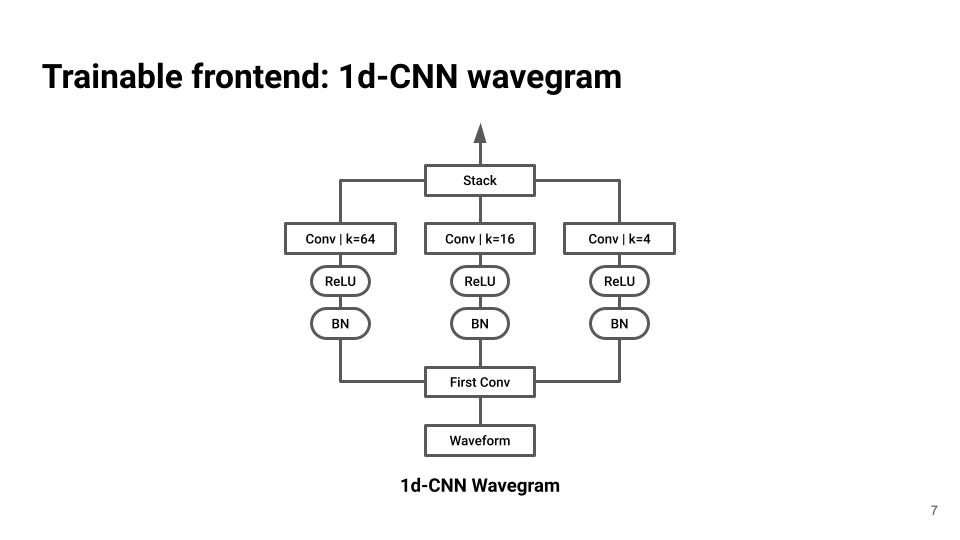 Trainable frontend: 1d-CNN wavegram
Stack
Conv | k=64
Conv | k=16
Conv | k=4
ReLU
ReLU
ReLU
BN
BN
BN
First Conv
Waveform
1d-CNN Wavegram
7